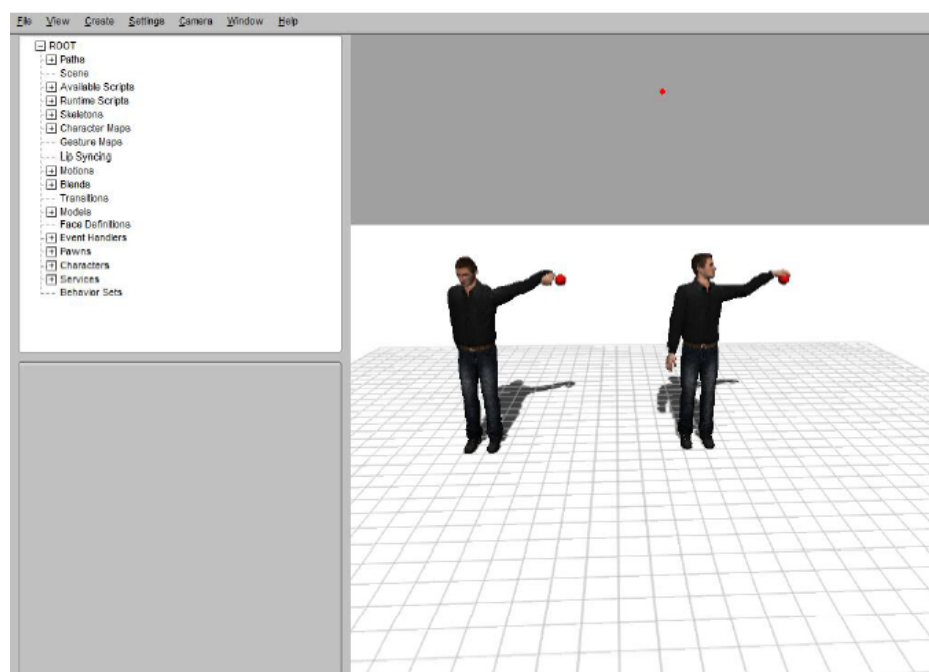 File View Create Settings Camera Window Help
ROOT
Paths
Scene
Available Scripts
Runtime Scripts
Skeletons
Character Maps
Gesture Maps
Lip Syncing
Motions
Blends
Transitions
Models
Face Definitions
Event Handlers
Pawns
Characters
Services
Behavior Sets